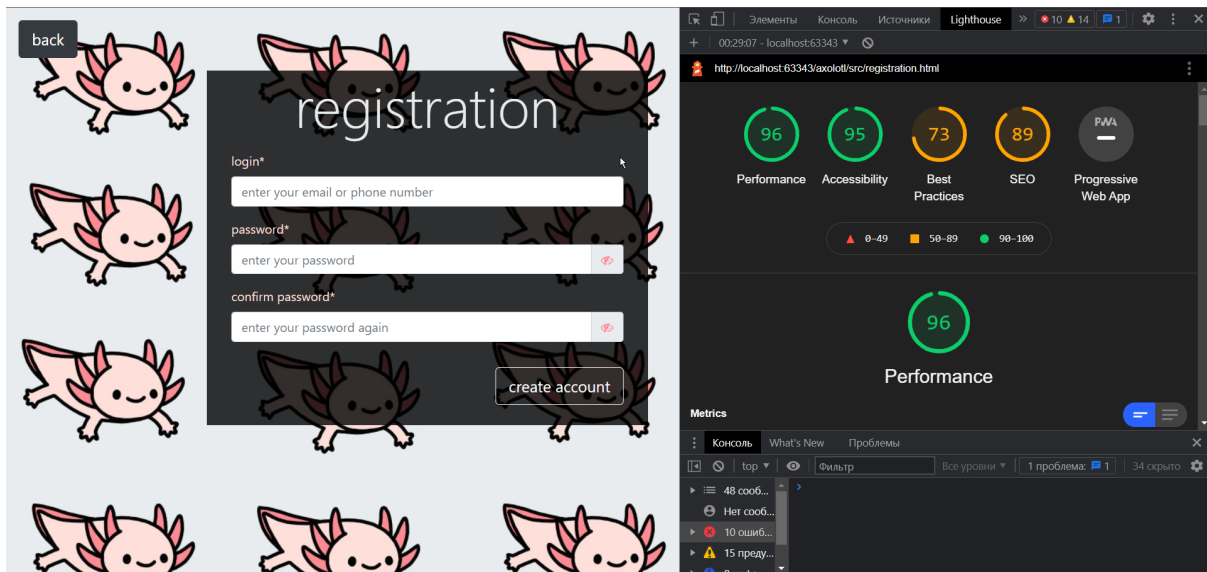 back
registration
login*
enter your email or phone number
password*
enter your password
confirm password*
enter your password again
create account
Элементы Консоль Источники Lighthouse » 10 14 1
+ 00:29:07 - localhost:63343 ▼
http://localhost:63343/axolotl/src/registration.html
96 95 73 89 PWA
Performance Accessibility Best Practices SEO Progressive Web App
0–49 50–89 90–100
96
Performance
Metrics
Консоль What's New Проблемы
top ▼ Фильтр Все уровни ▼ 1 проблема: 1 34 скрыто
48 сооб...
Нет сооб...
10 ошиб...
15 преду...